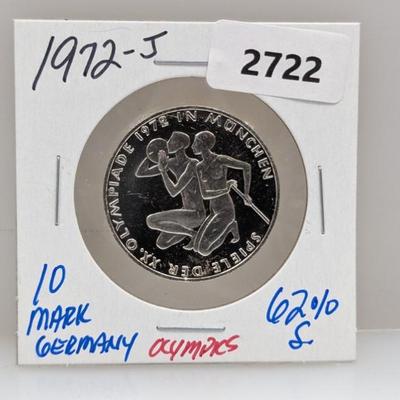 1972-J
2722
SPIELE DER XX. OLYMPIADE 1972 IN MÜNCHEN
10
MARK
GERMANY OLYMPICS
62%
S